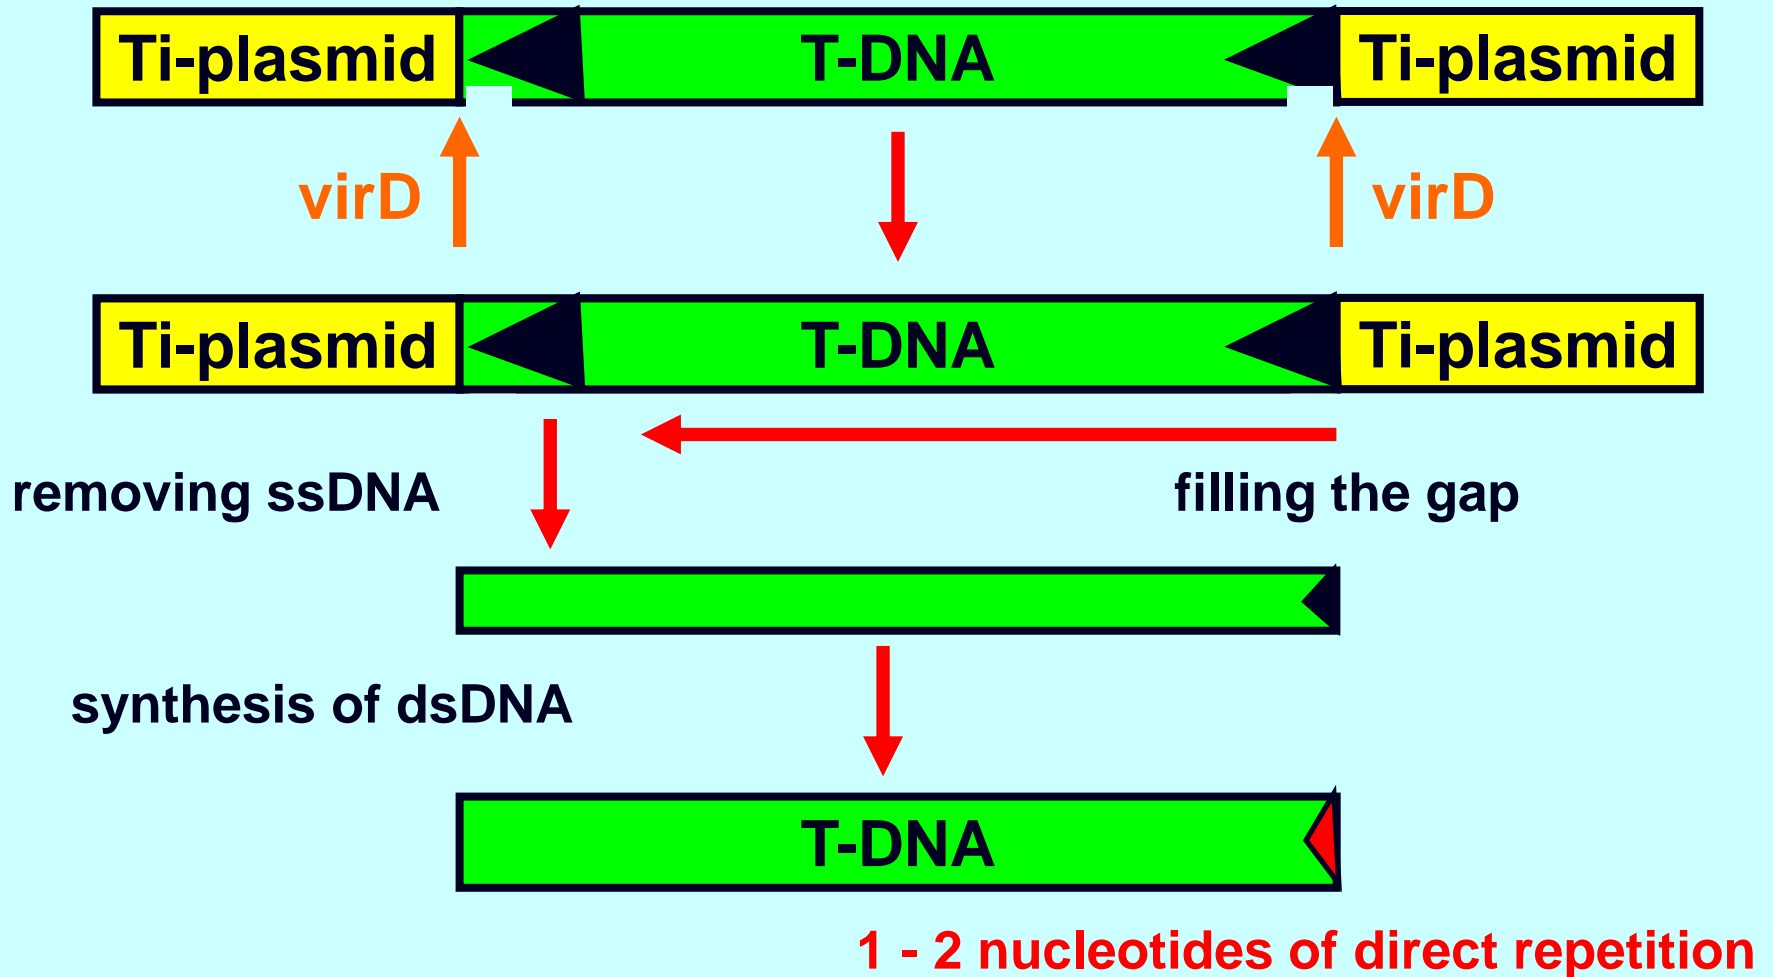 Ti-plasmid T-DNA Ti-plasmid
virD virD
Ti-plasmid T-DNA Ti-plasmid
removing ssDNA filling the gap
synthesis of dsDNA
T-DNA
1 - 2 nucleotides of direct repetition